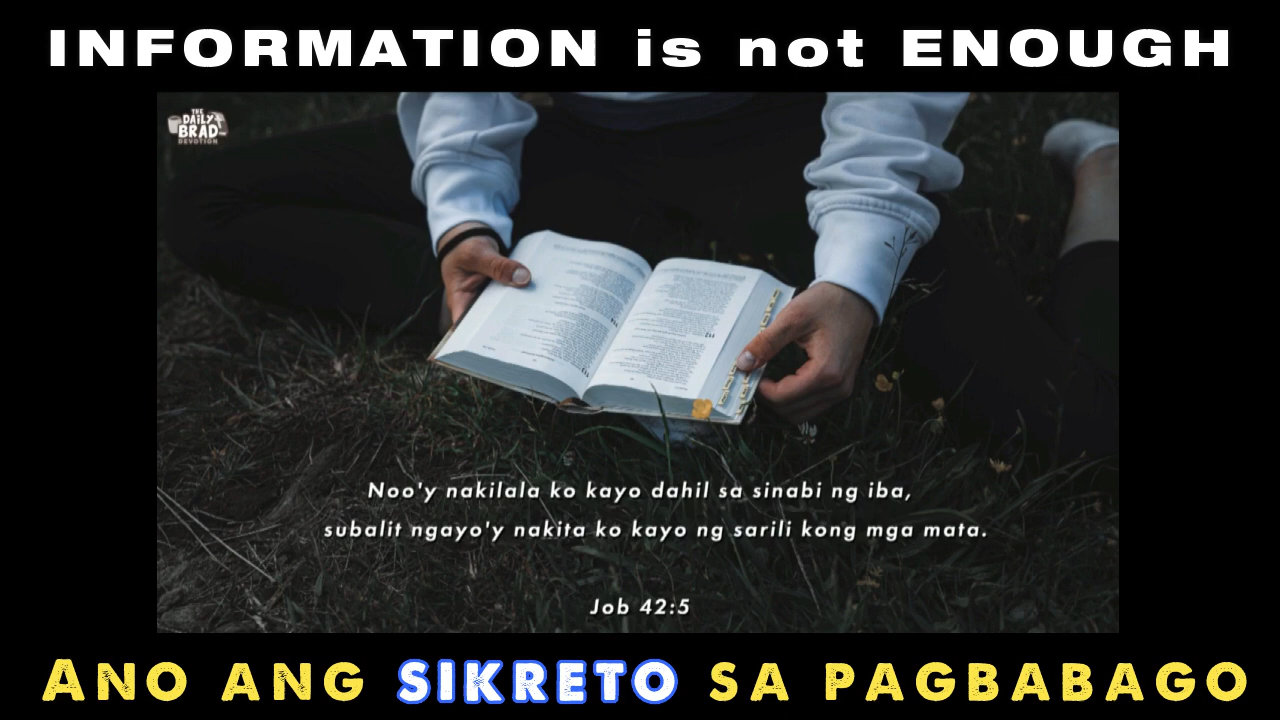 INFORMATION is not ENOUGH
THE
DAiLY
BRAD
DEVOTION
Noo'y nakilala ko kayo dahil sa sinabi ng iba,
subalit ngayo'y nakita ko kayo ng sarili kong mga mata.
Job 42:5
ANO ANG SIKRETO SA PAGBABAGO